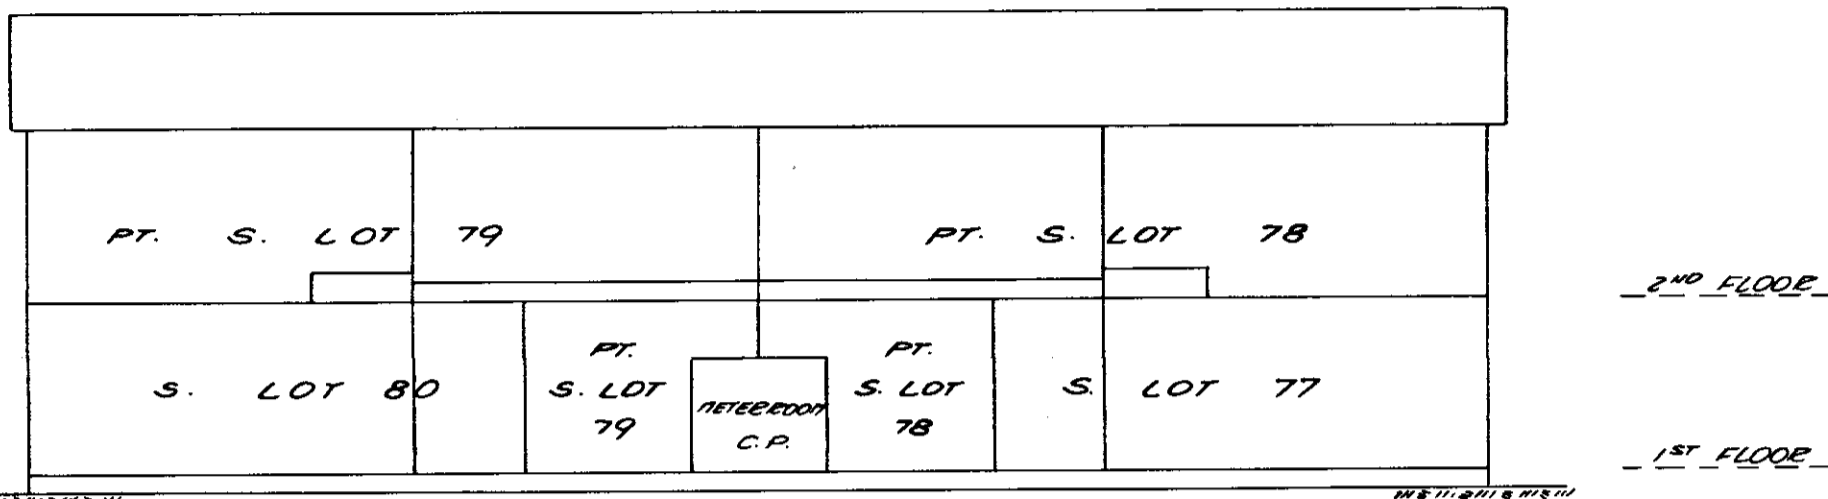 PT. S. LOT 79
PT. S. LOT 78
2ND FLOOR
S. LOT 80
PT.
S. LOT
79
METER ROOM
C.P.
PT.
S. LOT
78
S. LOT 77
1ST FLOOR